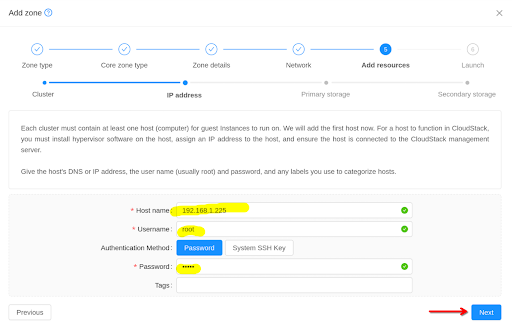 Add zone
5
6
Zone type
Core zone type
Zone details
Network
Add resources
Launch
Cluster
IP address
Primary storage
Secondary storage
Each cluster must contain at least one host (computer) for guest Instances to run on. We will add the first host now. For a host to function in CloudStack,
you must install hypervisor software on the host, assign an IP address to the host, and ensure the host is connected to the CloudStack management
server.
Give the host's DNS or IP address, the user name (usually root) and password, and any labels you use to categorize hosts.
* Host name: 192.168.1.225
* Username: root
Authentication Method: Password System SSH Key
* Password: •••••
Tags:
Previous
Next